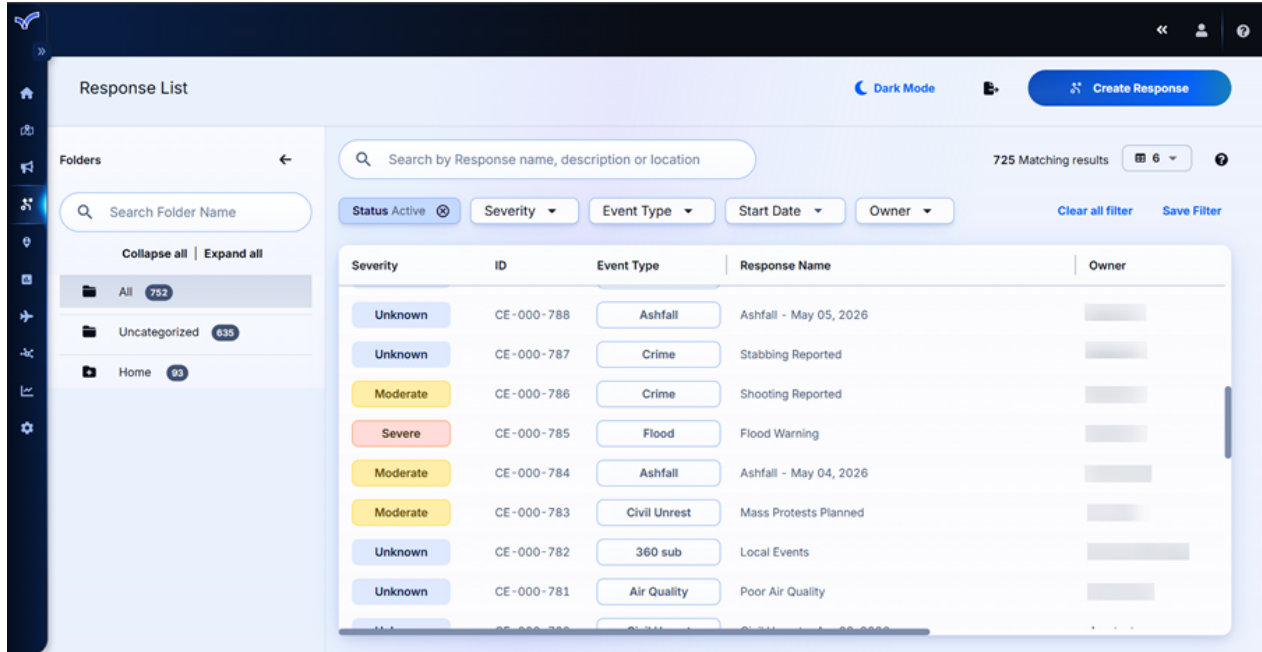 Response List
Dark Mode
Create Response
Folders
Search by Response name, description or location
725 Matching results
6
Search Folder Name
Status Active
Severity
Event Type
Start Date
Owner
Clear all filter
Save Filter
Collapse all | Expand all
All 752
Uncategorized 635
Home 93
Severity ID Event Type Response Name Owner
Unknown CE-000-788 Ashfall Ashfall - May 05, 2026
Unknown CE-000-787 Crime Stabbing Reported
Moderate CE-000-786 Crime Shooting Reported
Severe CE-000-785 Flood Flood Warning
Moderate CE-000-784 Ashfall Ashfall - May 04, 2026
Moderate CE-000-783 Civil Unrest Mass Protests Planned
Unknown CE-000-782 360 sub Local Events
Unknown CE-000-781 Air Quality Poor Air Quality